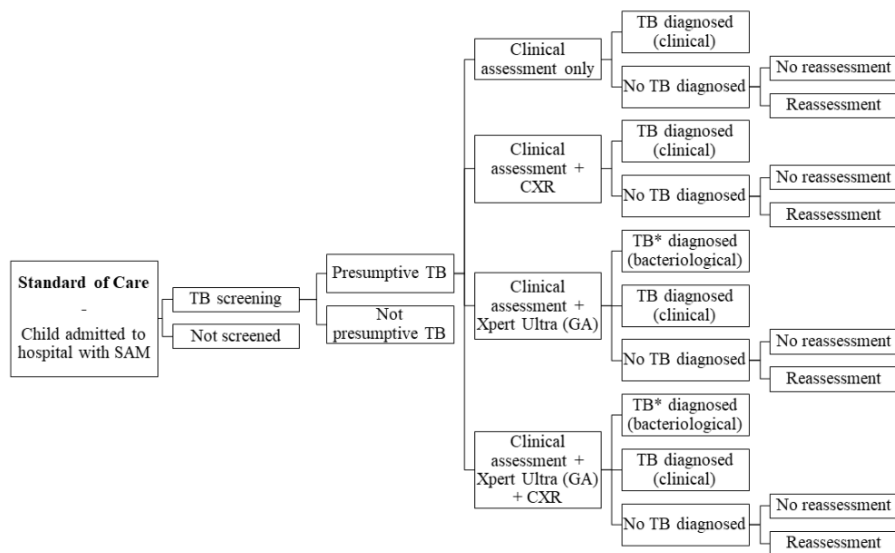 Standard of Care
-
Child admitted to
hospital with SAM
TB screening
Not screened
Presumptive TB
Not
presumptive TB
Clinical
assessment only
TB diagnosed
(clinical)
No TB diagnosed
No reassessment
Reassessment
Clinical
assessment +
CXR
TB diagnosed
(clinical)
No TB diagnosed
No reassessment
Reassessment
Clinical
assessment +
Xpert Ultra (GA)
TB* diagnosed
(bacteriological)
TB diagnosed
(clinical)
No TB diagnosed
No reassessment
Reassessment
Clinical
assessment +
Xpert Ultra (GA)
+ CXR
TB* diagnosed
(bacteriological)
TB diagnosed
(clinical)
No TB diagnosed
No reassessment
Reassessment